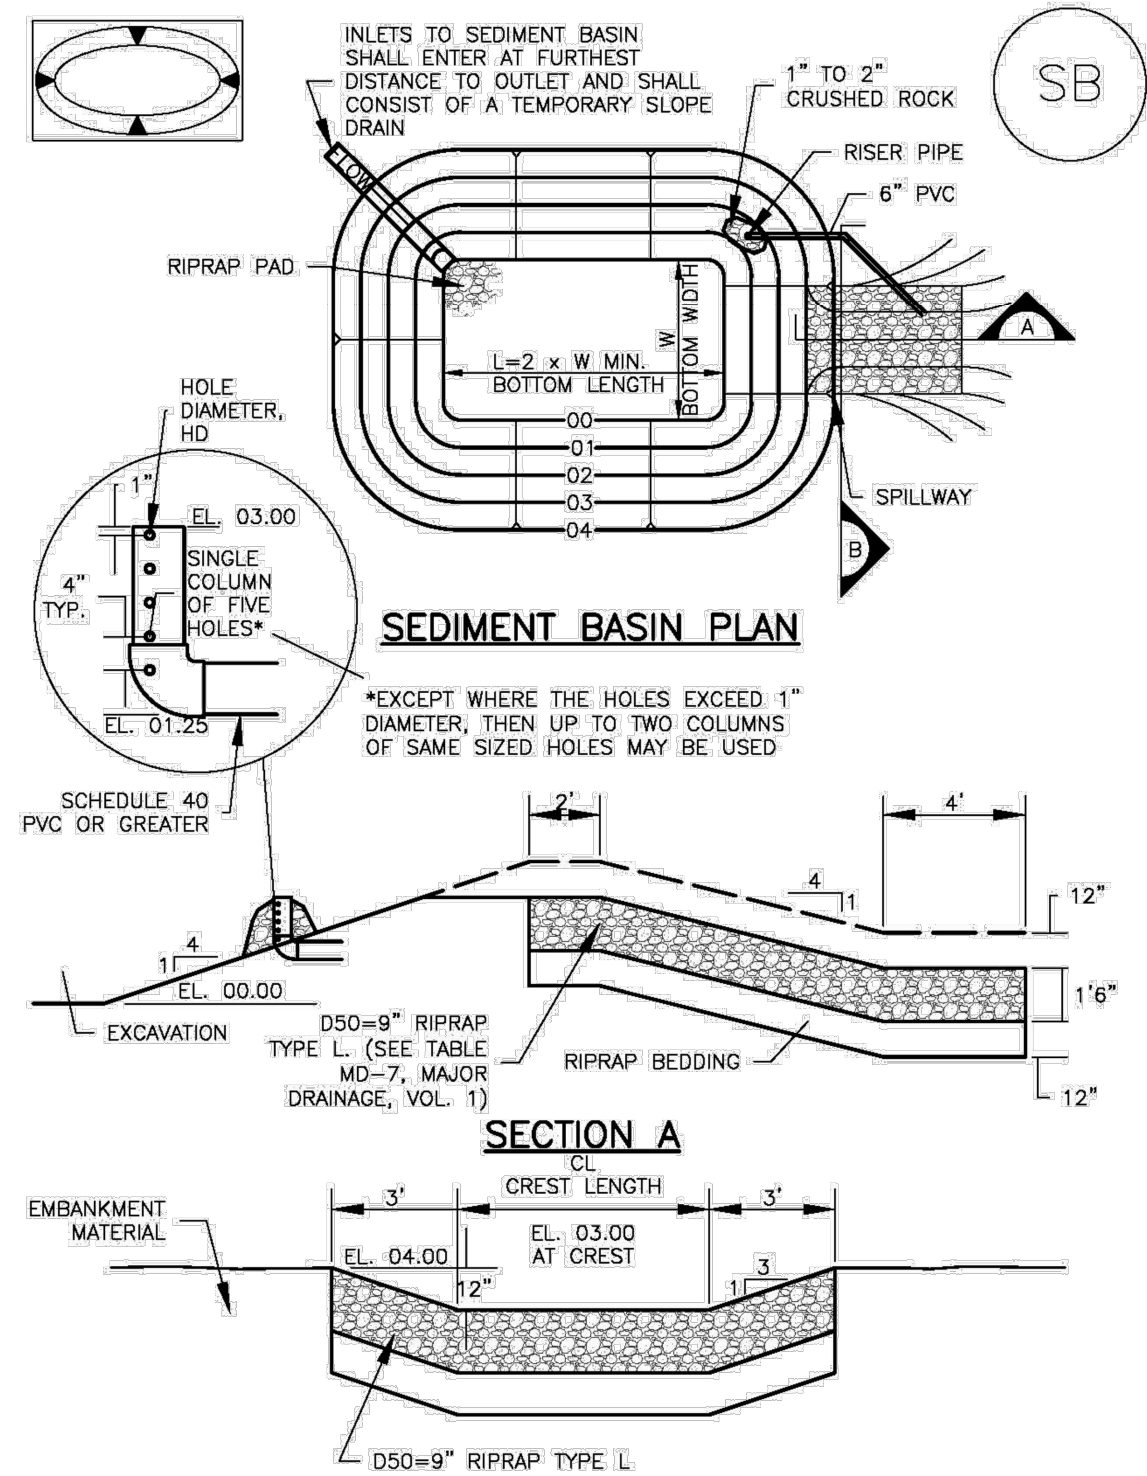 INLETS TO SEDIMENT BASIN
SHALL ENTER AT FURTHEST
DISTANCE TO OUTLET AND SHALL
CONSIST OF A TEMPORARY SLOPE
DRAIN
1" TO 2"
CRUSHED ROCK
SB
RISER PIPE
6" PVC
FLOW
RIPRAP PAD
W
BOTTOM WIDTH
A
L=2 x W MIN.
BOTTOM LENGTH
00
01
02
03
04
SPILLWAY
B
HOLE
DIAMETER,
HD
1"
EL. 03.00
SINGLE
COLUMN
OF FIVE
HOLES*
4"
TYP.
EL. 01.25
SEDIMENT BASIN PLAN
*EXCEPT WHERE THE HOLES EXCEED 1"
DIAMETER, THEN UP TO TWO COLUMNS
OF SAME SIZED HOLES MAY BE USED
SCHEDULE 40
PVC OR GREATER
2'
4'
4
1
12"
4
1
EL. 00.00
1'6"
EXCAVATION
D50=9" RIPRAP
TYPE L. (SEE TABLE
MD-7, MAJOR
DRAINAGE, VOL. 1)
RIPRAP BEDDING
12"
SECTION A
CL
CREST LENGTH
3'
3'
EMBANKMENT
MATERIAL
EL. 04.00
EL. 03.00
AT CREST
12"
3
1
D50=9" RIPRAP TYPE L